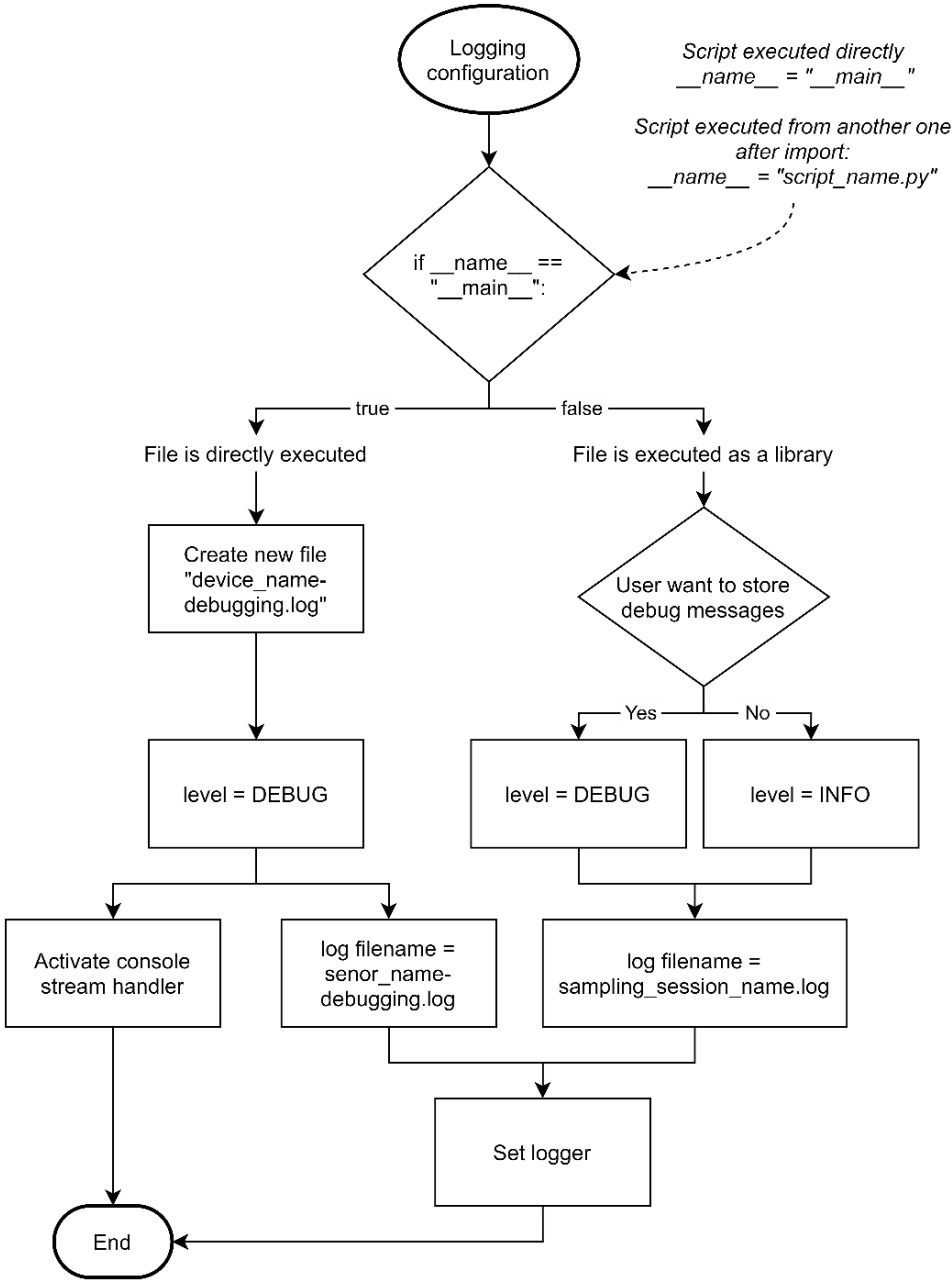 Logging
configuration
Script executed directly
__name__ = "__main__"
Script executed from another one
after import:
__name__ = "script_name.py"
if __name__ ==
"__main__":
true
false
File is directly executed
File is executed as a library
Create new file
"device_name-
debugging.log"
User want to store
debug messages
Yes
No
level = DEBUG
level = DEBUG
level = INFO
Activate console
stream handler
log filename =
senor_name-
debugging.log
log filename =
sampling_session_name.log
Set logger
End